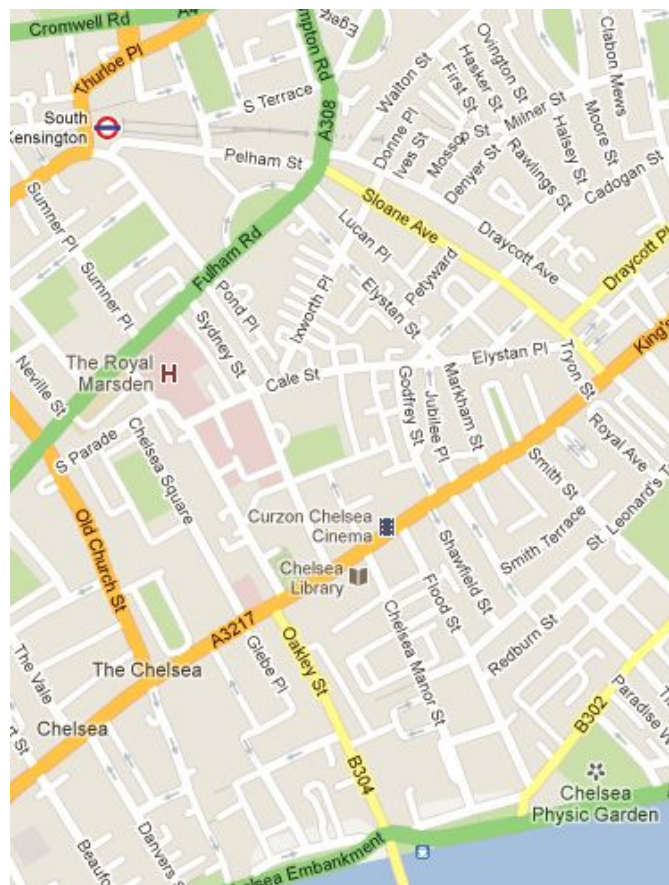 Cromwell Rd
A4
mpton Rd
Egert
Thurloe Pl
S Terrace
A308
Walton St
Ovington St
Hasker St
First St
Clabon Mews
South
Kensington
Pelham St
Donne Pl
Ives St
Mossop St
Milner St
Denyer St
Rawlings St
Halsey St
Moore St
Cadogan St
Sumner Pl
Sloane Ave
Draycott Ave
Draycott Pl
Lucan Pl
Petyward
Fulham Rd
Sumner Pl
Pond Pl
Ixworth Pl
Elystan St
King's
Sydney St
Elystan Pl
Tryon St
The Royal
Marsden
H
Cale St
Neville St
Godfrey St
Jubilee Pl
Markham St
Royal Ave
S Parade
Chelsea Square
Smith St
St. Leonard's T
Old Church St
Curzon Chelsea
Cinema
Smith Terrace
Chelsea
Library
Shawfield St
Flood St
A3217
Chelsea Manor St
Redburn St
The Vale
The Chelsea
Glebe Pl
Oakley St
Chelsea
B302
Paradise W
B304
Chelsea
Physic Garden
Danvers S
Beaufo
elsea Embankment